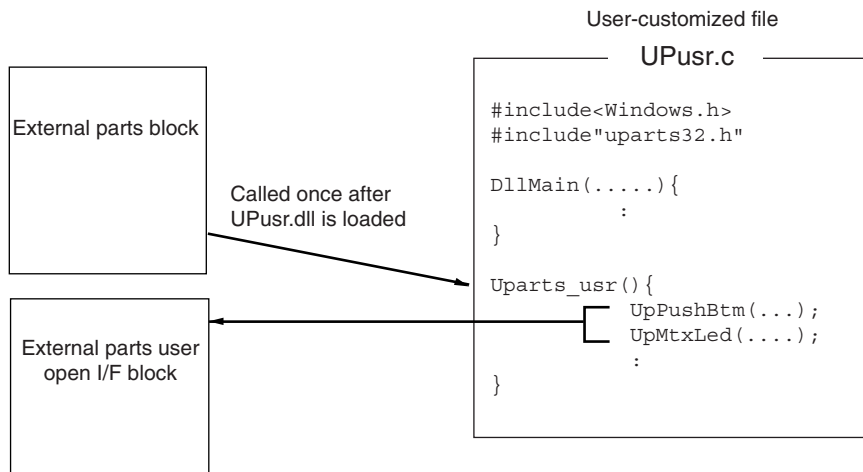 User-customized file
UPusr.c
External parts block
#include<Windows.h>
#include"uparts32.h"
DllMain(.....){
:
}
Called once after
UPusr.dll is loaded
Uparts_usr(){
UpPushBtm(...);
UpMtxLed(....);
:
}
External parts user
open I/F block